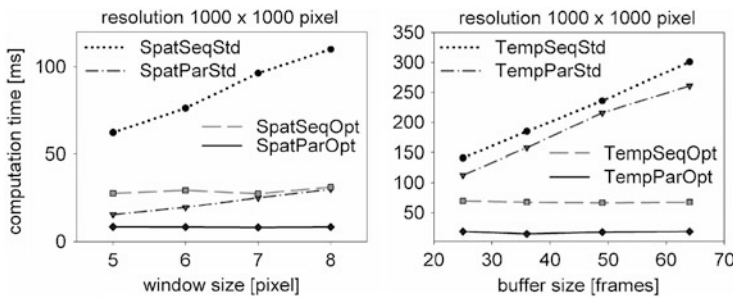 resolution 1000 x 1000 pixel
SpatSeqStd
SpatParStd
SpatSeqOpt
SpatParOpt
computation time [ms]
100
50
0
5 6 7 8
window size [pixel]
resolution 1000 x 1000 pixel
TempSeqStd
TempParStd
TempSeqOpt
TempParOpt
350
300
250
200
150
100
50
20 30 40 50 60 70
buffer size [frames]